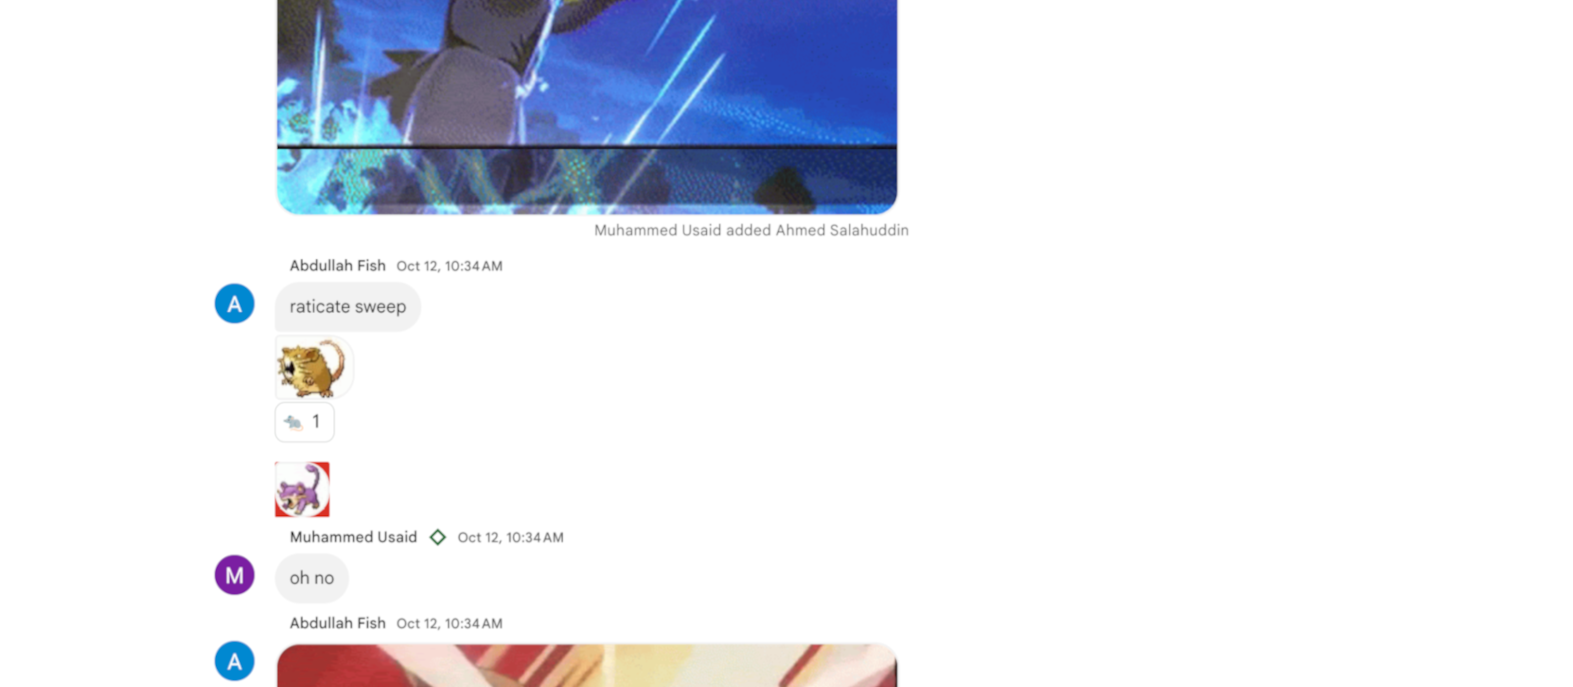 Muhammed Usaid added Ahmed Salahuddin
Abdullah Fish Oct 12, 10:34 AM
A
raticate sweep
1
Muhammed Usaid Oct 12, 10:34 AM
M
oh no
Abdullah Fish Oct 12, 10:34 AM
A